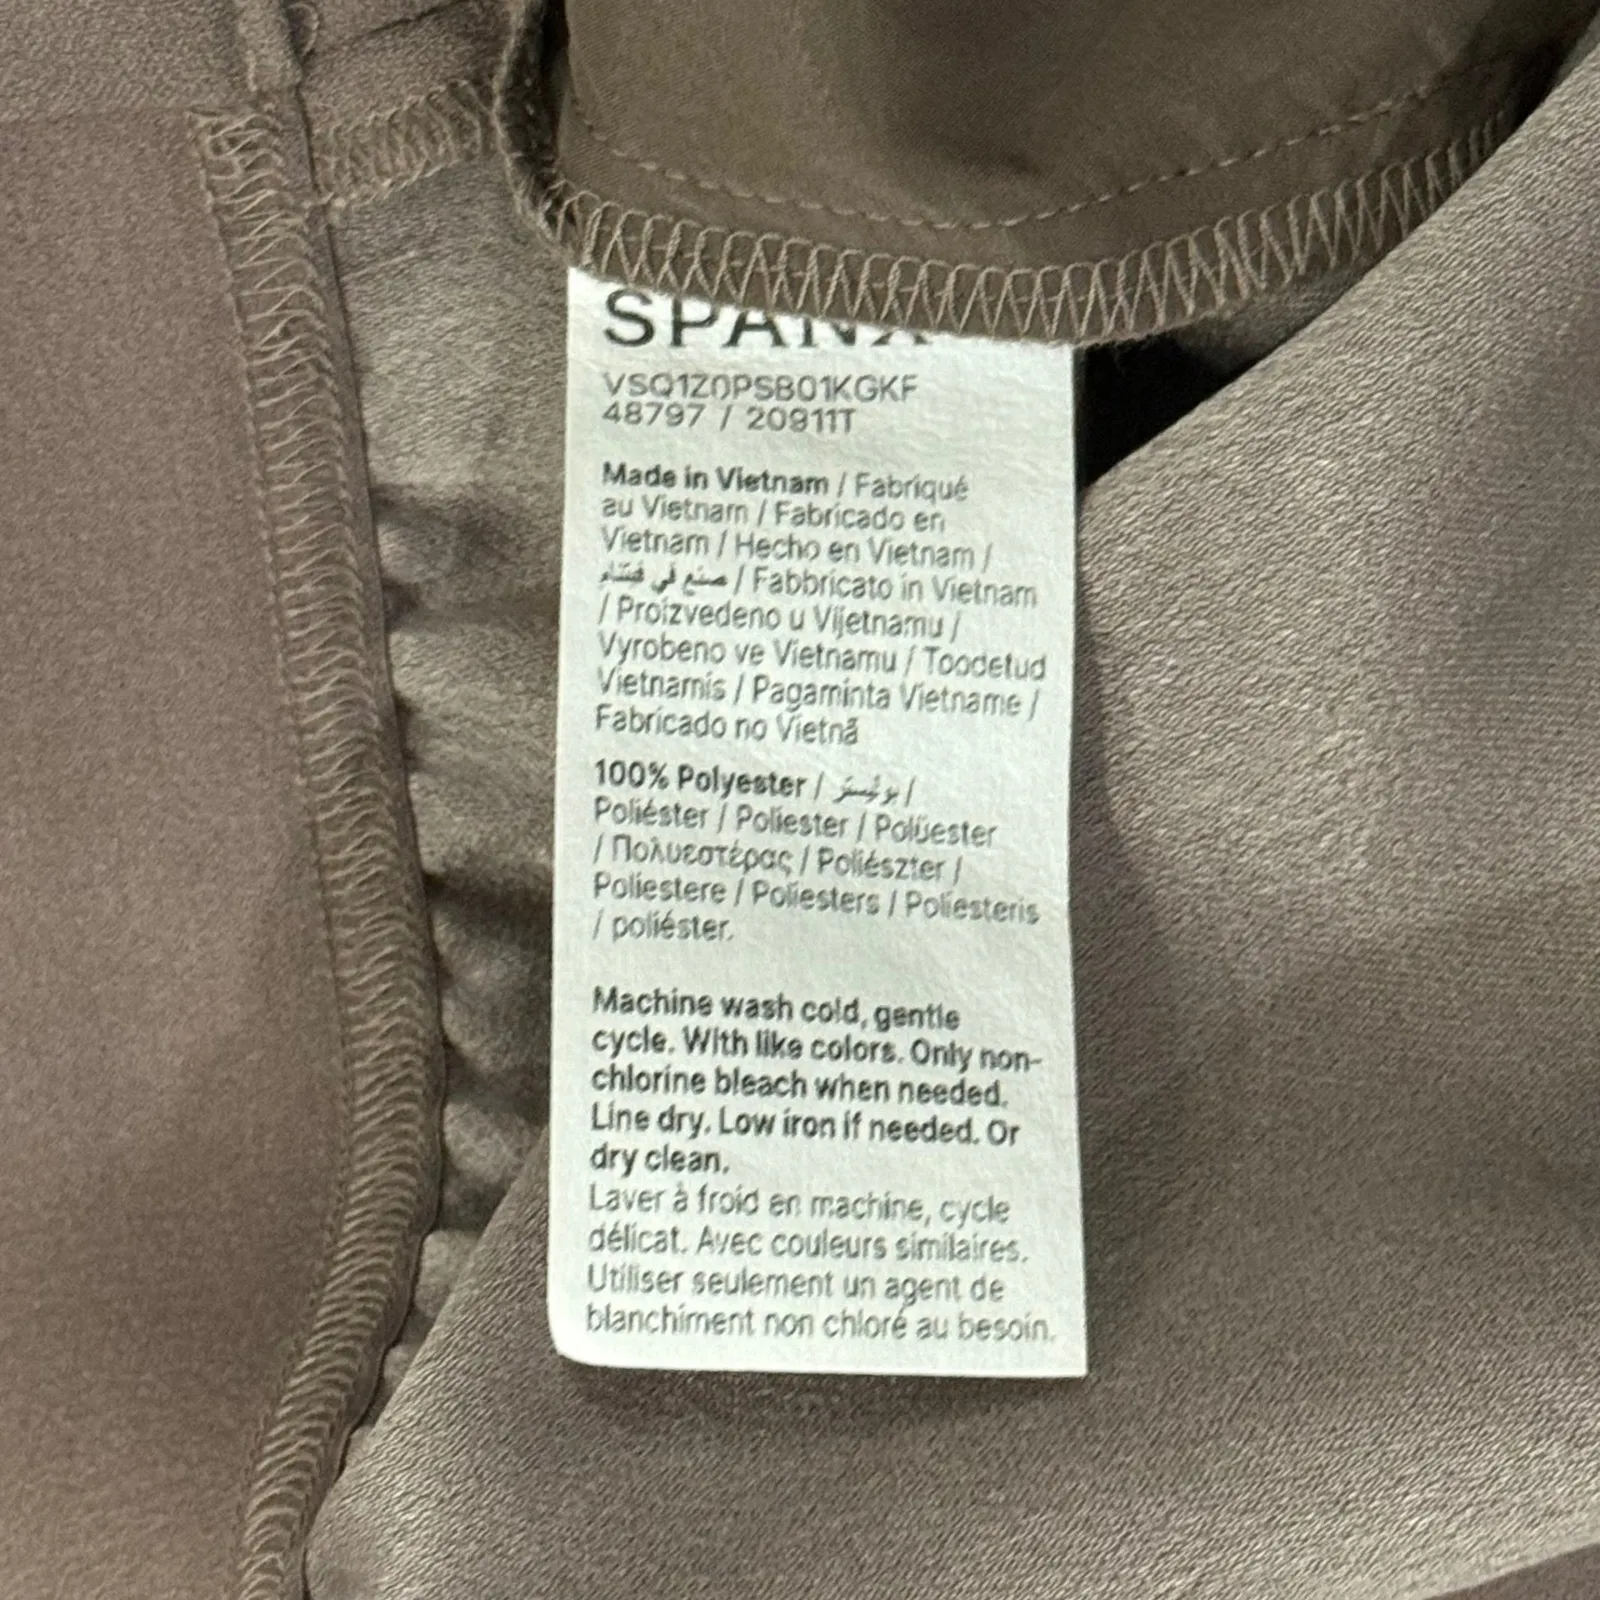 SPANX
VSQ1Z0PSB01KGKF
48797 / 20911T
Made in Vietnam / Fabriqué
au Vietnam / Fabricado en
Vietnam / Hecho en Vietnam /
صنع في فيتنام / Fabbricato in Vietnam
/ Proizvedeno u Vijetnamu /
Vyrobeno ve Vietnamu / Toodetud
Vietnamis / Pagaminta Vietname /
Fabricado no Vietnã
100% Polyester / بوليستر /
Poliéster / Poliester / Polüester
/ Πολυεστέρας / Poliészter /
Poliestere / Poliesters / Poliesteris
/ poliéster.
Machine wash cold, gentle
cycle. With like colors. Only non-
chlorine bleach when needed.
Line dry. Low iron if needed. Or
dry clean.
Laver à froid en machine, cycle
délicat. Avec couleurs similaires.
Utiliser seulement un agent de
blanchiment non chloré au besoin.